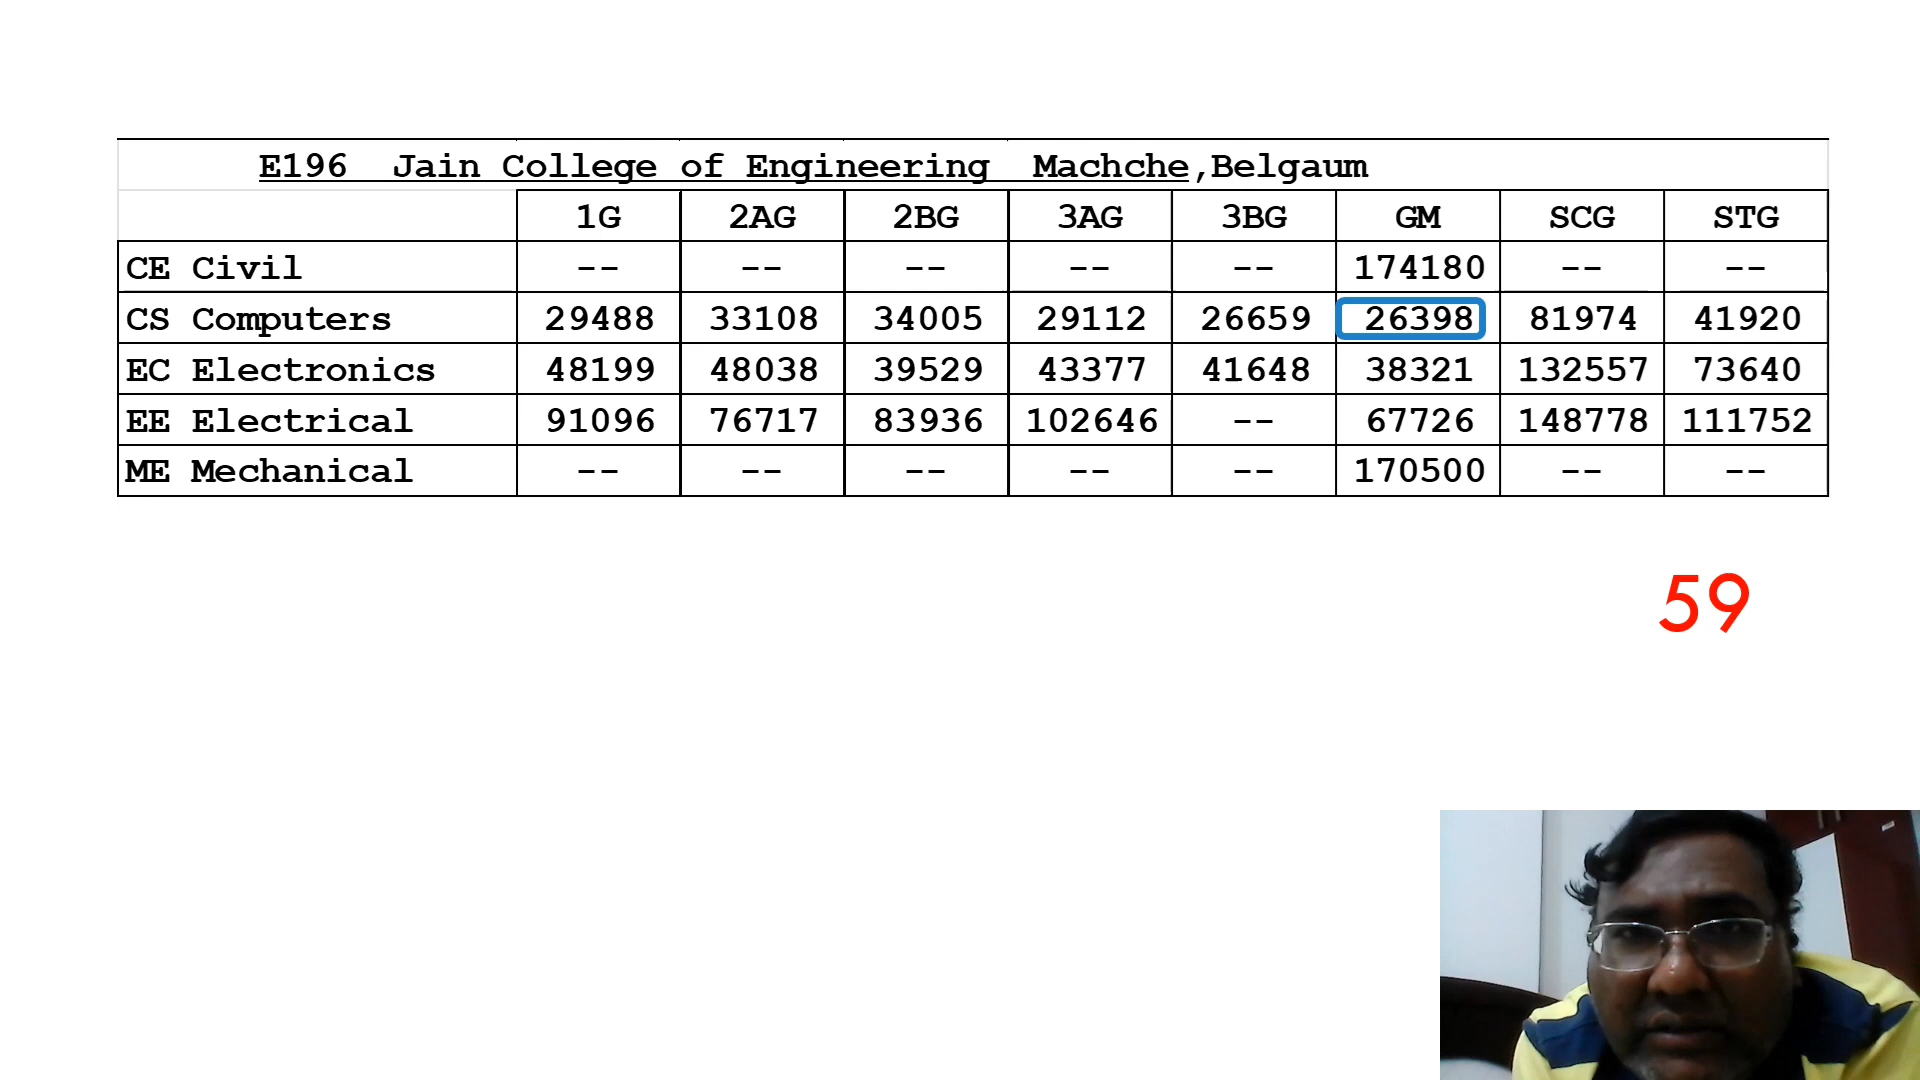 E196  Jain College of Engineering  Machche,Belgaum
1G 2AG 2BG 3AG 3BG GM SCG STG
CE Civil -- -- -- -- -- 174180 -- --
CS Computers 29488 33108 34005 29112 26659 26398 81974 41920
EC Electronics 48199 48038 39529 43377 41648 38321 132557 73640
EE Electrical 91096 76717 83936 102646 -- 67726 148778 111752
ME Mechanical -- -- -- -- -- 170500 -- --
59